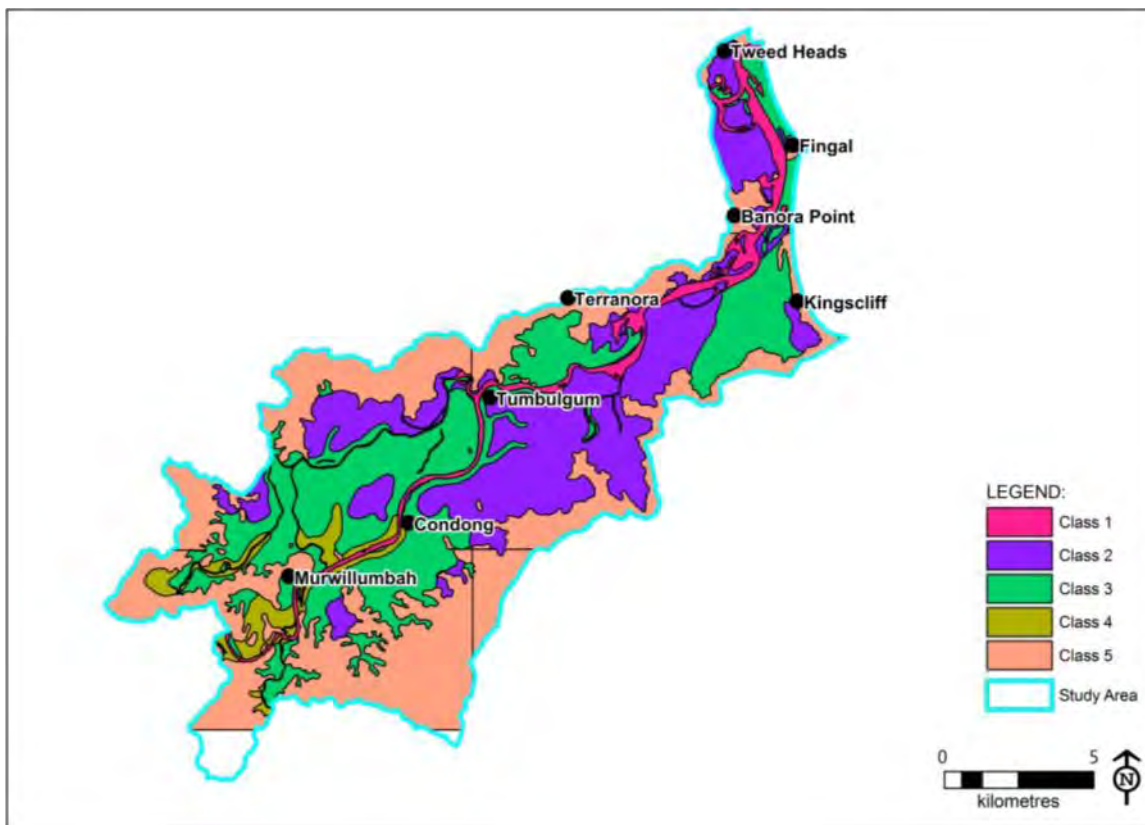 Tweed Heads
Fingal
Banora Point
Terranora
Kingscliff
Tumbulgum
Condong
Murwillumbah
LEGEND:
Class 1
Class 2
Class 3
Class 4
Class 5
Study Area
0 5
kilometres
N